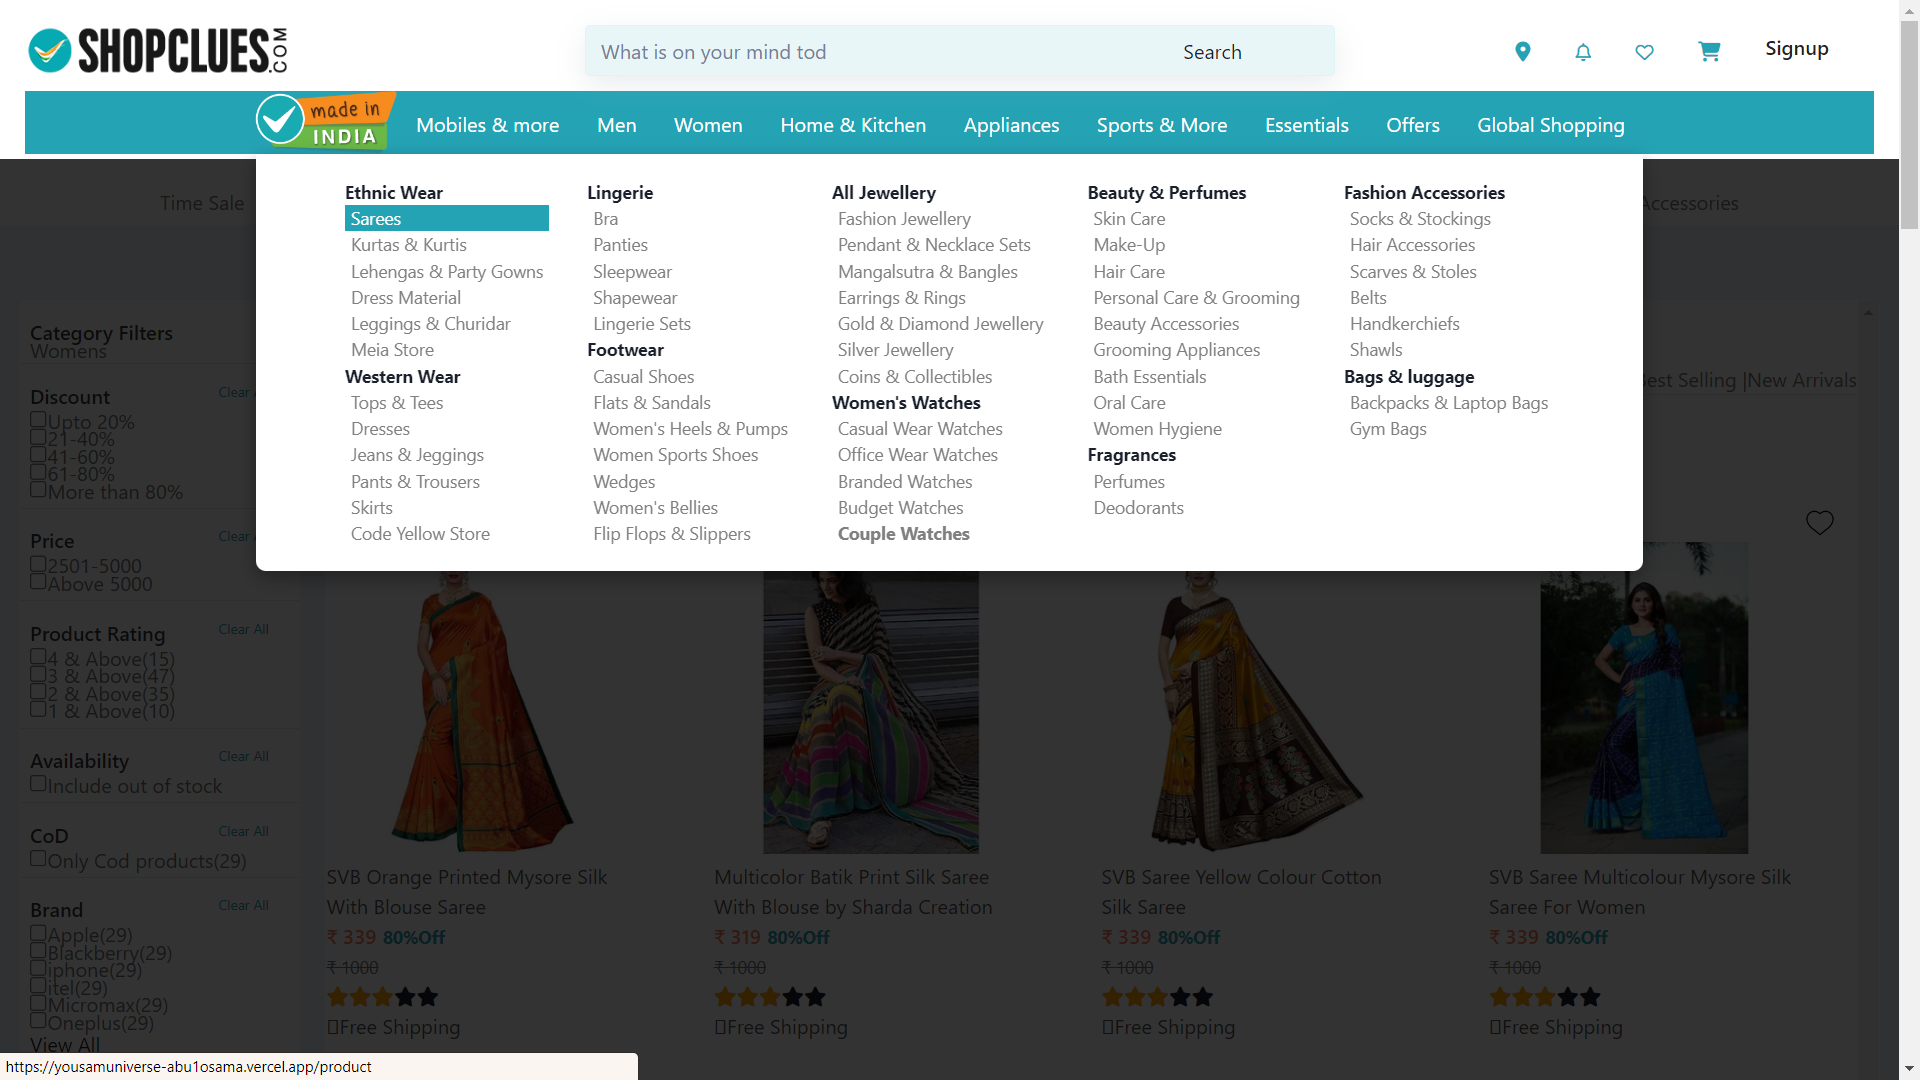 SHOPCLUES.COM
What is on your mind tod
Search
Signup
made in
INDIA
Mobiles & more
Men
Women
Home & Kitchen
Appliances
Sports & More
Essentials
Offers
Global Shopping
Time Sale
Accessories
Ethnic Wear
Sarees
Kurtas & Kurtis
Lehengas & Party Gowns
Dress Material
Leggings & Churidar
Meia Store
Western Wear
Tops & Tees
Dresses
Jeans & Jeggings
Pants & Trousers
Skirts
Code Yellow Store
Lingerie
Bra
Panties
Sleepwear
Shapewear
Lingerie Sets
Footwear
Casual Shoes
Flats & Sandals
Women's Heels & Pumps
Women Sports Shoes
Wedges
Women's Bellies
Flip Flops & Slippers
All Jewellery
Fashion Jewellery
Pendant & Necklace Sets
Mangalsutra & Bangles
Earrings & Rings
Gold & Diamond Jewellery
Silver Jewellery
Coins & Collectibles
Women's Watches
Casual Wear Watches
Office Wear Watches
Branded Watches
Budget Watches
Couple Watches
Beauty & Perfumes
Skin Care
Make-Up
Hair Care
Personal Care & Grooming
Beauty Accessories
Grooming Appliances
Bath Essentials
Oral Care
Women Hygiene
Fragrances
Perfumes
Deodorants
Fashion Accessories
Socks & Stockings
Hair Accessories
Scarves & Stoles
Belts
Handkerchiefs
Shawls
Bags & luggage
Backpacks & Laptop Bags
Gym Bags
Category Filters
Womens
Discount
Clear
Upto 20%
21-40%
41-60%
61-80%
More than 80%
Price
Clear
2501-5000
Above 5000
Product Rating
Clear All
4 & Above(15)
3 & Above(47)
2 & Above(35)
1 & Above(10)
Availability
Clear All
Include out of stock
CoD
Clear All
Only Cod products(29)
Brand
Clear All
Apple(29)
Blackberry(29)
iphone(29)
itel(29)
Micromax(29)
Oneplus(29)
View All
Best Selling |New Arrivals
SVB Orange Printed Mysore Silk
With Blouse Saree
₹ 339 80%Off
₹ 1000
Free Shipping
Multicolor Batik Print Silk Saree
With Blouse by Sharda Creation
₹ 319 80%Off
₹ 1000
Free Shipping
SVB Saree Yellow Colour Cotton
Silk Saree
₹ 339 80%Off
₹ 1000
Free Shipping
SVB Saree Multicolour Mysore Silk
Saree For Women
₹ 339 80%Off
₹ 1000
Free Shipping
https://yousamuniverse-abu1osama.vercel.app/product